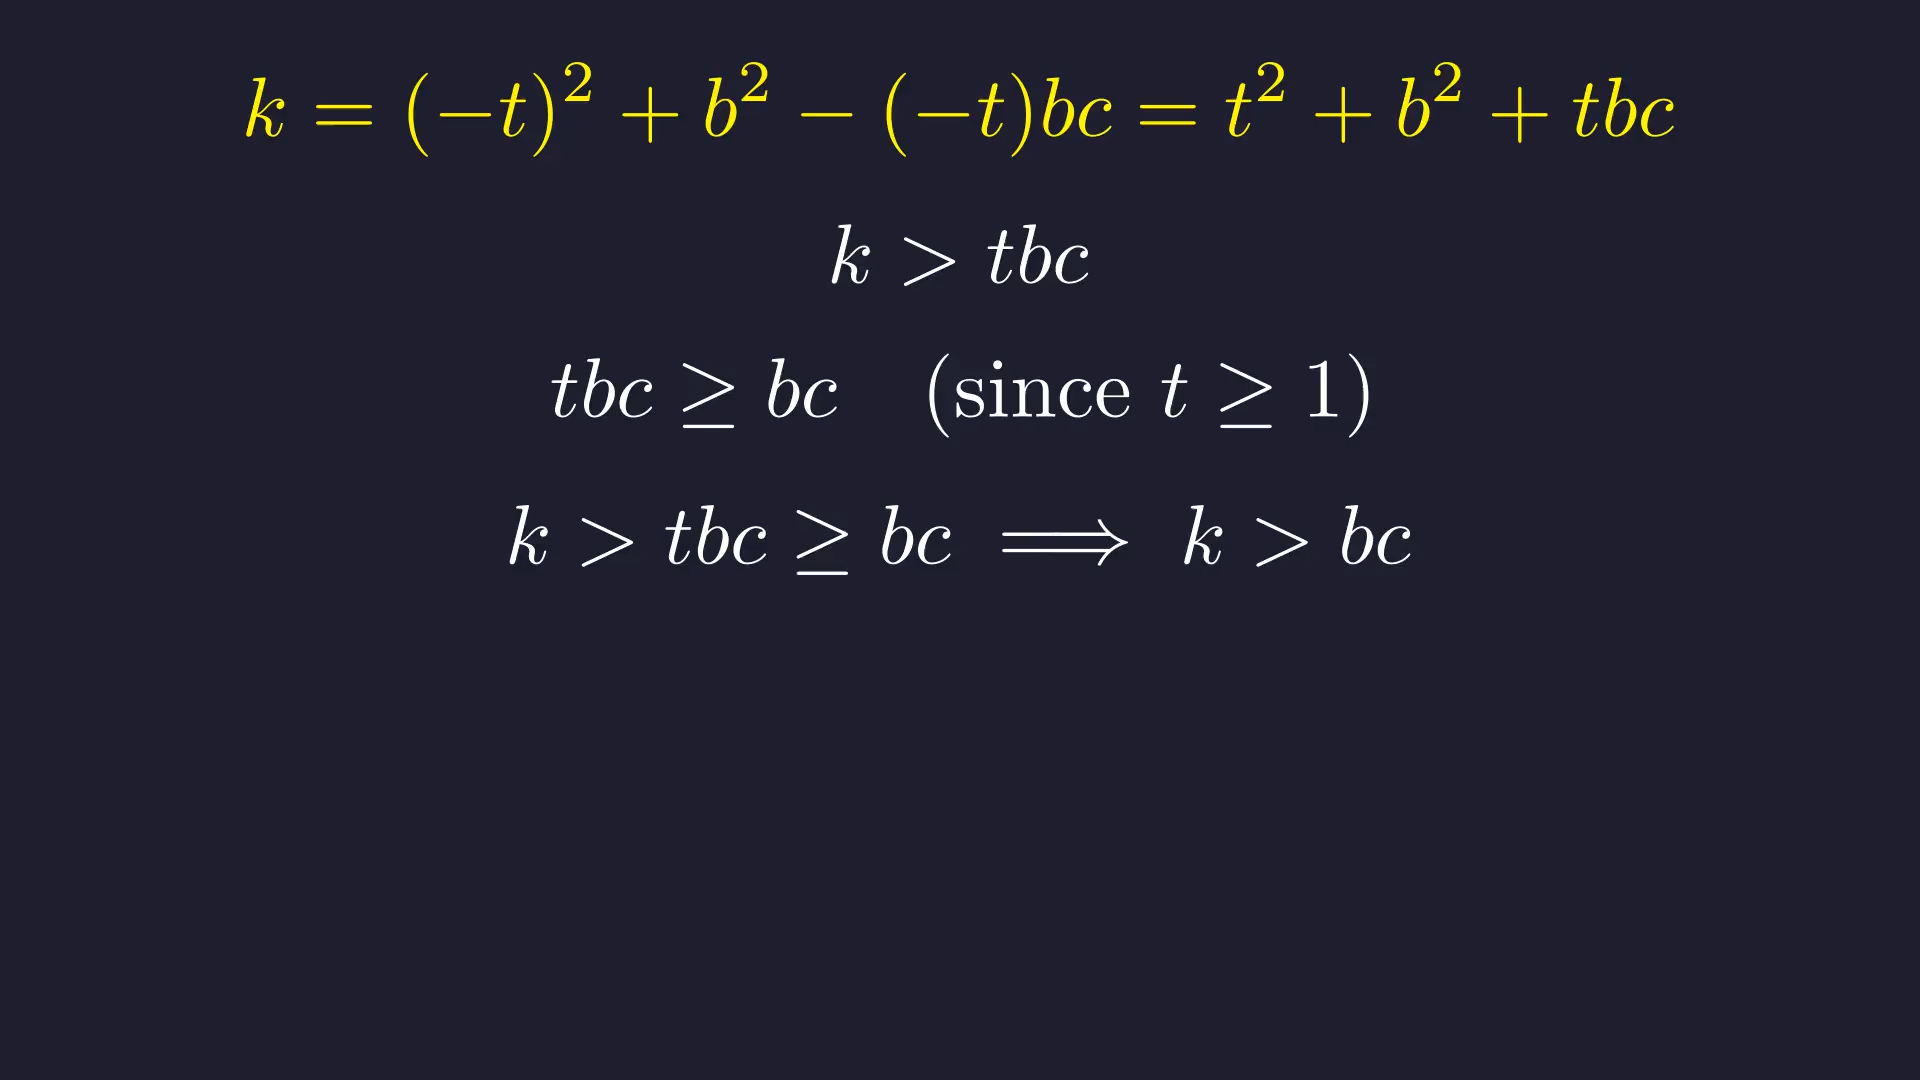 k = (−t)² + b² − (−t)bc = t² + b² + tbc
k > tbc
tbc ≥ bc (since t ≥ 1)
k > tbc ≥ bc ⟹ k > bc